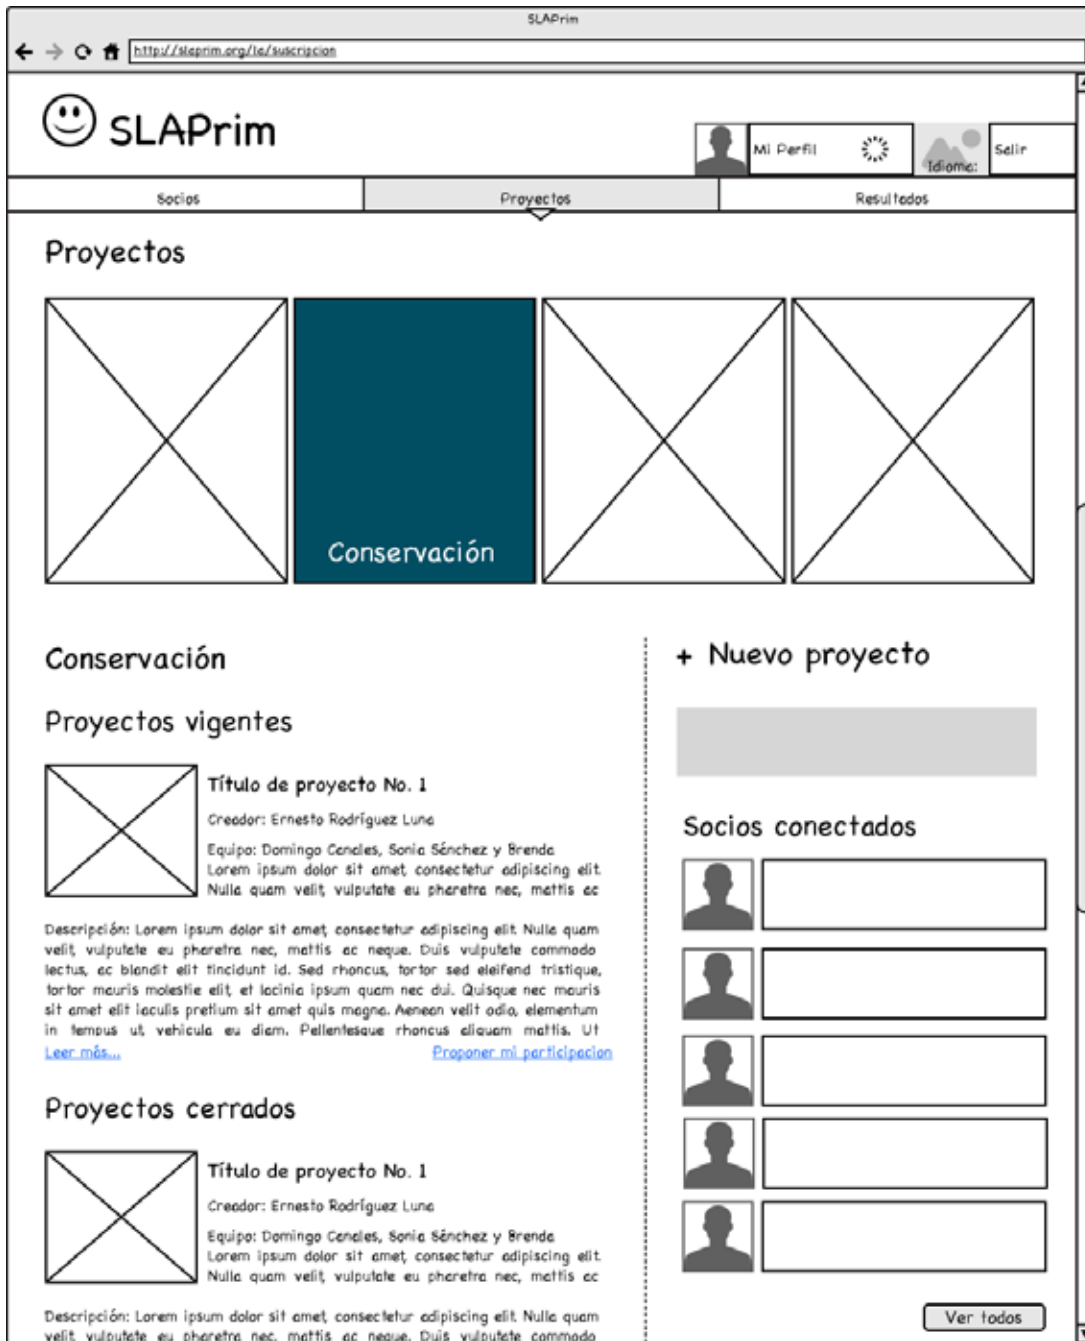 SLAPrim
http://slaprim.org/la/suscripcion
SLAPrim
Mi Perfil
Idioma:
Salir
Socios
Proyectos
Resultados
Proyectos
Conservación
Conservación
Proyectos vigentes
Título de proyecto No. 1
Creador: Ernesto Rodríguez Luna
Equipo: Domingo Canales, Sonia Sánchez y Brenda
Lorem ipsum dolor sit amet, consectetur adipiscing elit.
Nulla quam velit, vulputate eu pharetra nec, mattis ac
Descripción: Lorem ipsum dolor sit amet, consectetur adipiscing elit. Nulla quam
velit, vulputate eu pharetra nec, mattis ac neque. Duis vulputate commodo
lectus, ac blandit elit tincidunt id. Sed rhoncus, tortor sed eleifend tristique,
tortor mauris molestie elit, et lacinia ipsum quam nec dui. Quisque nec mauris
sit amet elit iaculis pretium sit amet quis magna. Aenean velit odio, elementum
in tempus ut, vehicula eu diam. Pellentesque rhoncus aliquam mattis. Ut
Leer más...
Proponer mi participacion
Proyectos cerrados
Título de proyecto No. 1
Creador: Ernesto Rodríguez Luna
Equipo: Domingo Canales, Sonia Sánchez y Brenda
Lorem ipsum dolor sit amet, consectetur adipiscing elit.
Nulla quam velit, vulputate eu pharetra nec, mattis ac
Descripción: Lorem ipsum dolor sit amet, consectetur adipiscing elit. Nulla quam
velit, vulputate eu pharetra nec, mattis ac neque. Duis vulputate commodo
+ Nuevo proyecto
Socios conectados
Ver todos